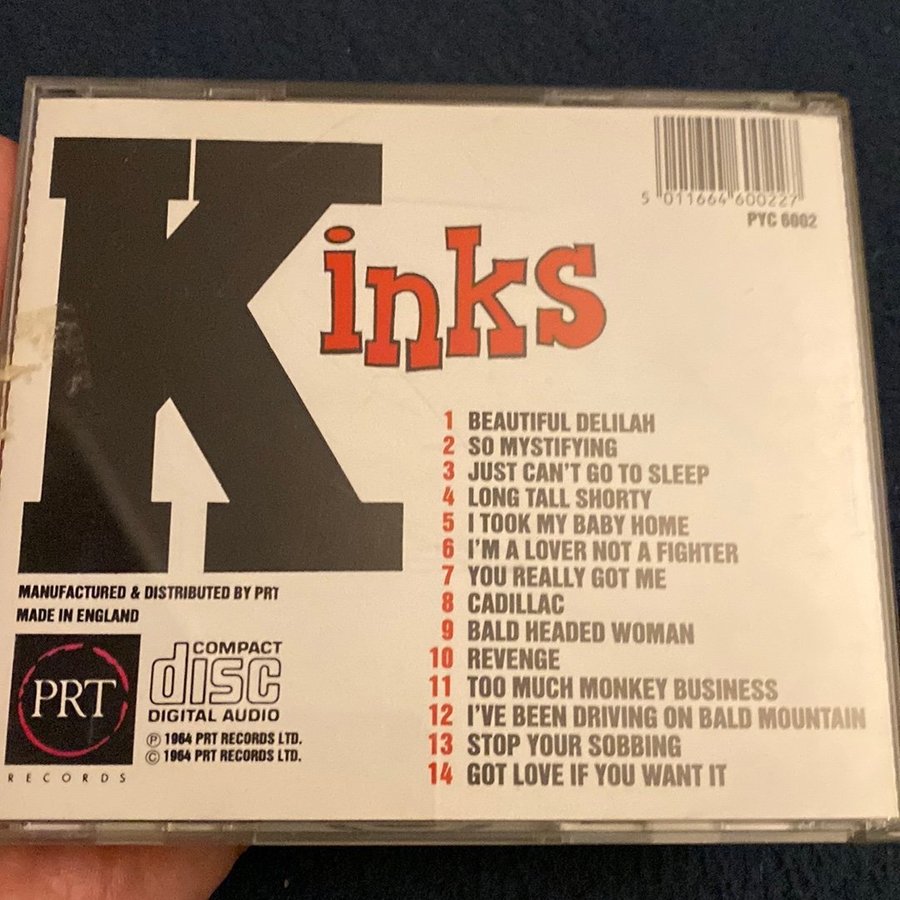 Kinks
5 011664 600227
PYC 6002
1 BEAUTIFUL DELILAH
2 SO MYSTIFYING
3 JUST CAN'T GO TO SLEEP
4 LONG TALL SHORTY
5 I TOOK MY BABY HOME
6 I'M A LOVER NOT A FIGHTER
7 YOU REALLY GOT ME
8 CADILLAC
9 BALD HEADED WOMAN
10 REVENGE
11 TOO MUCH MONKEY BUSINESS
12 I'VE BEEN DRIVING ON BALD MOUNTAIN
13 STOP YOUR SOBBING
14 GOT LOVE IF YOU WANT IT
MANUFACTURED & DISTRIBUTED BY PRT
MADE IN ENGLAND
PRT
RECORDS
COMPACT
disc
DIGITAL AUDIO
℗ 1964 PRT RECORDS LTD.
© 1964 PRT RECORDS LTD.